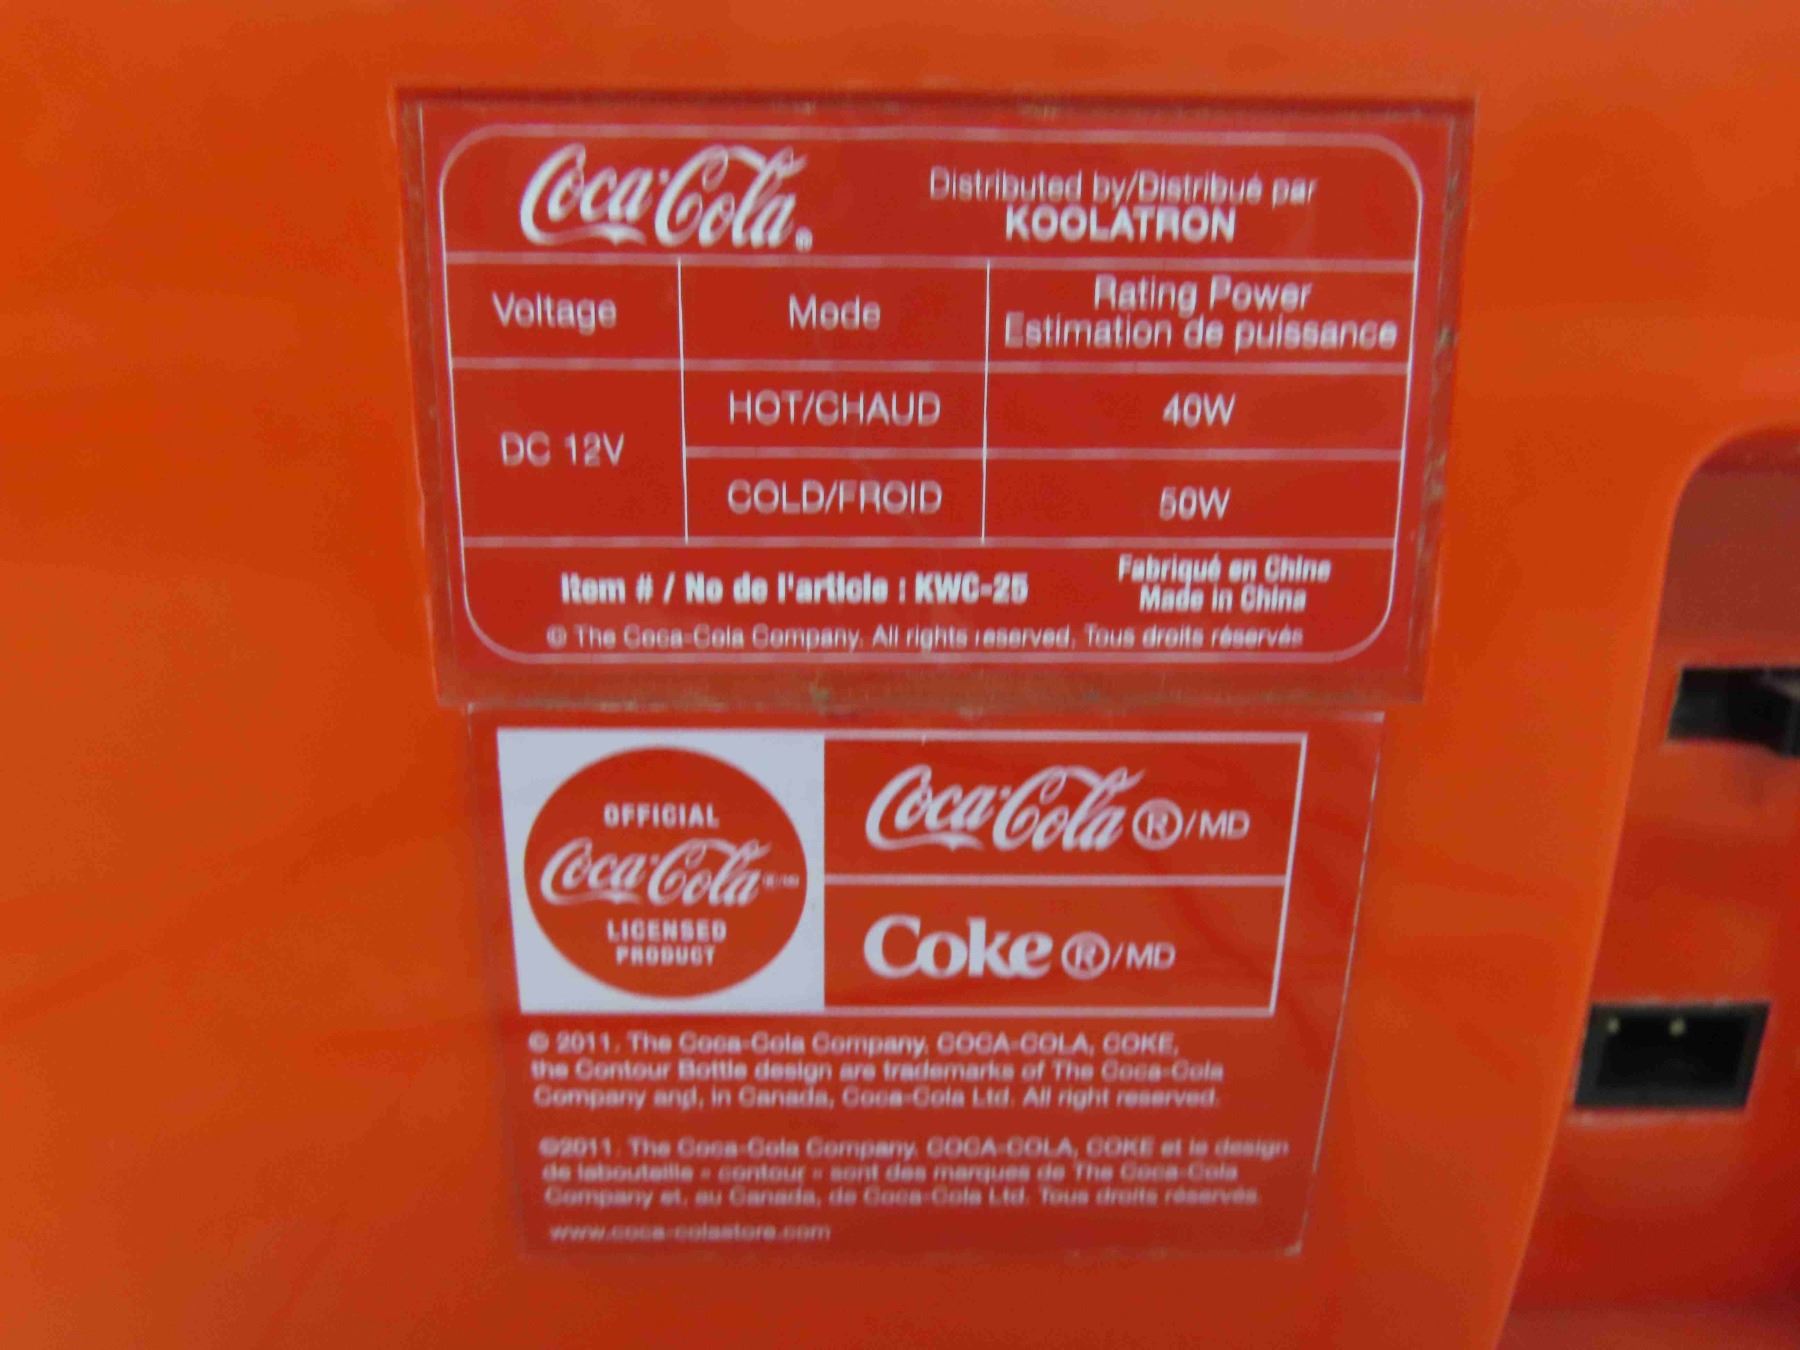 Coca-Cola®
Distributed by/Distribué par
KOOLATRON
Voltage
Mode
Rating Power
Estimation de puissance
DC 12V
HOT/CHAUD
40W
COLD/FROID
50W
Item # / No de l'article : KWC-25
Fabriqué en Chine
Made in China
© The Coca-Cola Company. All rights reserved. Tous droits réservés
OFFICIAL
Coca-Cola
LICENSED
PRODUCT
Coca-Cola ®/MD
Coke ®/MD
© 2011. The Coca-Cola Company, COCA-COLA, COKE,
the Contour Bottle design are trademarks of The Coca-Cola
Company and, in Canada, Coca-Cola Ltd. All right reserved.
©2011. The Coca-Cola Company. COCA-COLA, COKE et le design
de labouteille « contour » sont des marques de The Coca-Cola
Company et, au Canada, de Coca-Cola Ltd. Tous droits réservés.
www.coca-colastore.com